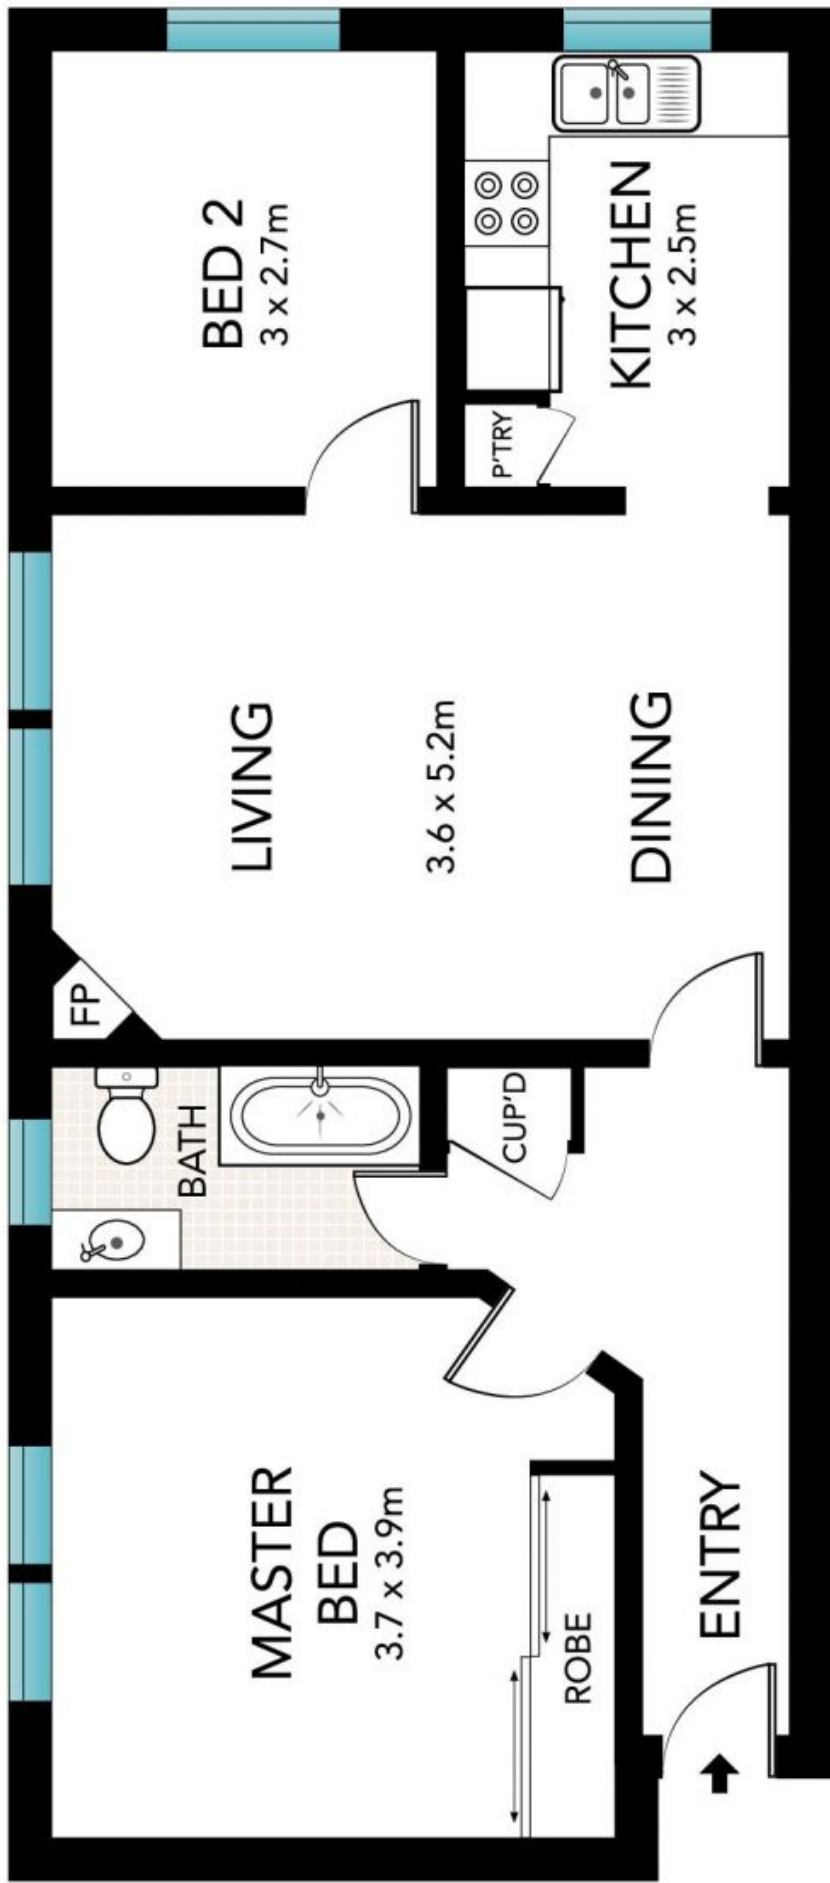 BED 2
3 x 2.7m
KITCHEN
3 x 2.5m
P'TRY
LIVING
3.6 x 5.2m
DINING
FP
BATH
CUP'D
MASTER
BED
3.7 x 3.9m
ROBE
ENTRY